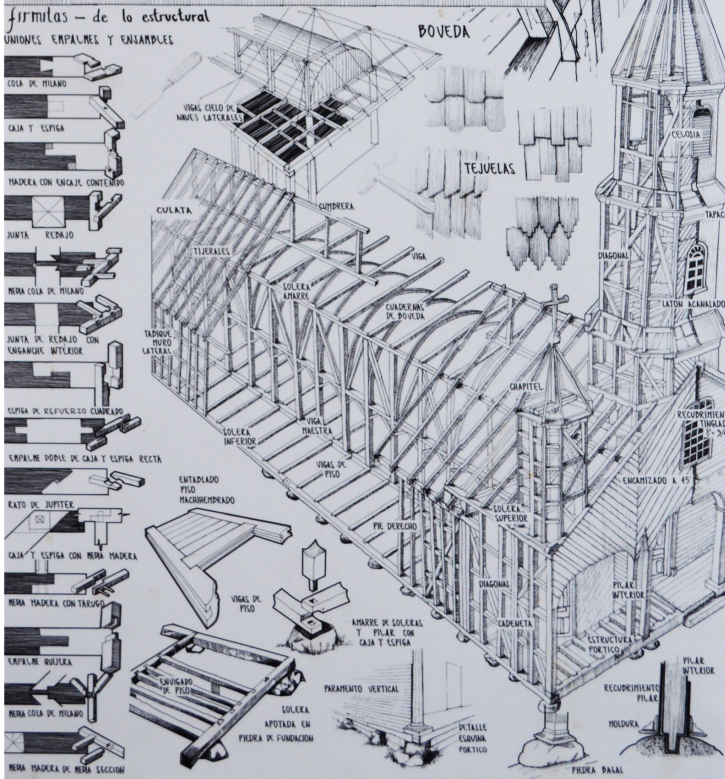 firmitas — de lo estructural
UNIONES EMPALMES Y ENSAMBLES
COLA DE MILANO
CAJA Y ESPIGA
MADERA CON ENCAJE CONTENIDO
JUNTA REBAJO
MEDIA COLA DE MILANO
JUNTA DE REBAJO CON
ENGANCHE INTERIOR
ESPIGA DE REFUERZO CUADRADO
EMPALME DOBLE DE CAJA Y ESPIGA RECTA
RAYO DE JUPITER
CAJA Y ESPIGA CON MEDIA MADERA
MEDIA MADERA CON TARUGO
EMPALME QUIJERA
MEDIA COLA DE MILANO
MEDIA MADERA DE MEDIA SECCION
BOVEDA
VIGAS CIELO DE
NAVES LATERALES
TEJUELAS
CELOSIA
CULATA
CUMBRERA
TIJERALES
VIGA
DIAGONAL
SOLERA
AMARRE
CUADERNAS
DE BOVEDA
LATON ACANALADO
TABIQUE
MURO
LATERAL
CHAPITEL
SOLERA
INFERIOR
VIGA
MAESTRA
VIGAS DE
PISO
ENCAMIZADO A 45°
ENTABLADO
PISO
MACHIHEMBRADO
PIE DERECHO
SOLERA
SUPERIOR
VIGAS DE
PISO
AMARRE DE SOLERAS
Y PILAR CON
CAJA Y ESPIGA
DIAGONAL
CADENETA
PILAR
INTERIOR
ESTRUCTURA
PORTICO
ENVIGADO
DE PISO
SOLERA
APOYADA EN
PIEDRA DE FUNDACION
PARAMENTO VERTICAL
DETALLE
ESQUINA
PORTICO
PIEDRA BASAL
PILAR
INTERIOR
RECUBRIMIENTO
PILAR
MOLDURA